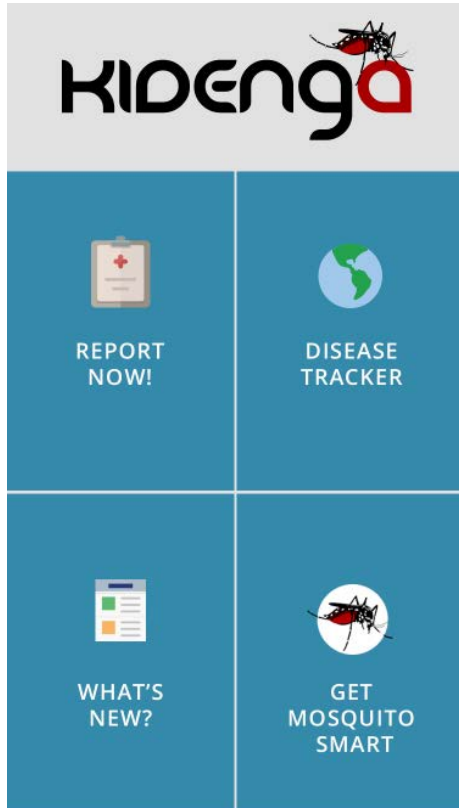 KIDENGA
REPORT
NOW!
DISEASE
TRACKER
WHAT'S
NEW?
GET
MOSQUITO
SMART